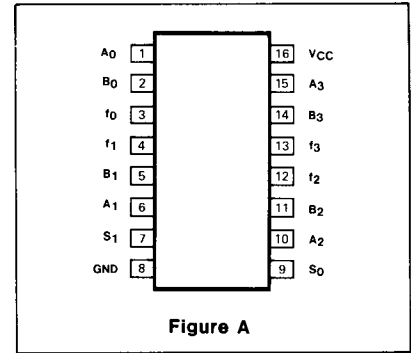 A0 1 16 VCC
B0 2 15 A3
f0 3 14 B3
f1 4 13 f3
B1 5 12 f2
A1 6 11 B2
S1 7 10 A2
GND 8 9 S0
Figure A